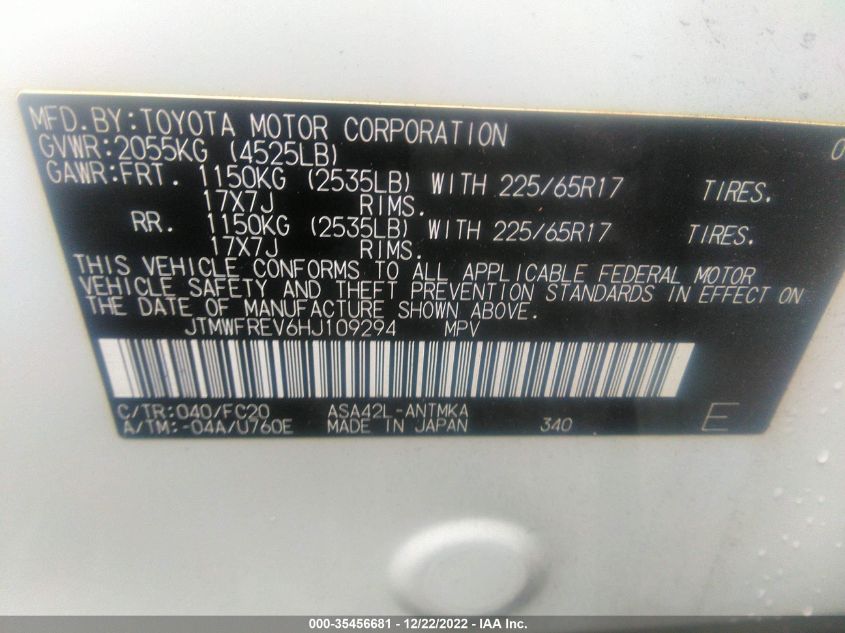 MFD.BY:TOYOTA MOTOR CORPORATION
GVWR:2055KG (4525LB)
GAWR:FRT. 1150KG (2535LB) WITH 225/65R17 TIRES.
17X7J RIMS.
RR. 1150KG (2535LB) WITH 225/65R17 TIRES.
17X7J RIMS.
THIS VEHICLE CONFORMS TO ALL APPLICABLE FEDERAL MOTOR
VEHICLE SAFETY AND THEFT PREVENTION STANDARDS IN EFFECT ON
THE DATE OF MANUFACTURE SHOWN ABOVE.
JTMWFREV6HJ109294 MPV
C/TR:040/FC20 ASA42L-ANTMKA
A/TM:-04A/U760E MADE IN JAPAN 340 E
000-35456681 - 12/22/2022 - IAA Inc.